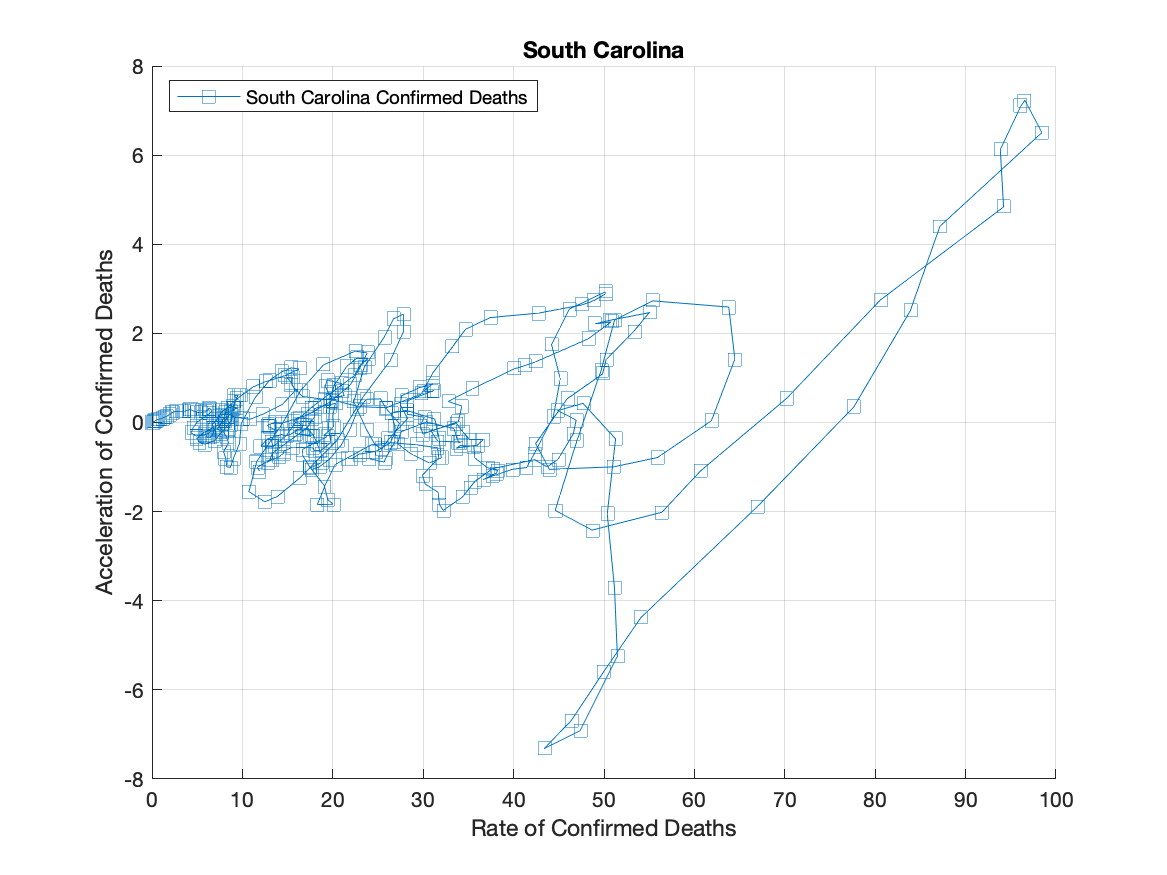 South Carolina
South Carolina Confirmed Deaths
8
6
4
2
0
-2
-4
-6
-8
Acceleration of Confirmed Deaths
0 10 20 30 40 50 60 70 80 90 100
Rate of Confirmed Deaths